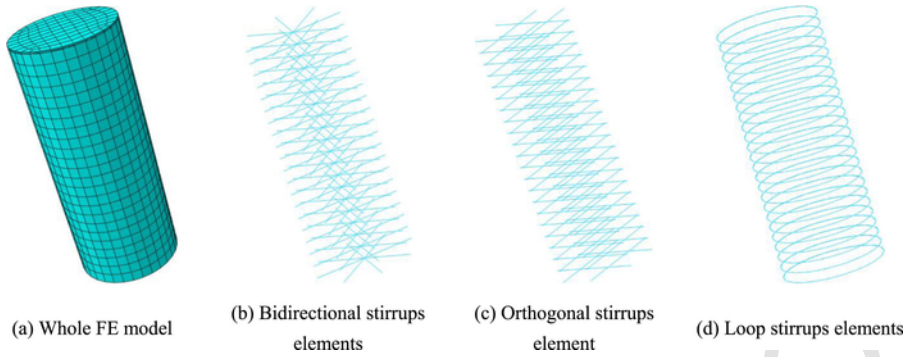 (a) Whole FE model
(b) Bidirectional stirrups
elements
(c) Orthogonal stirrups
element
(d) Loop stirrups elements